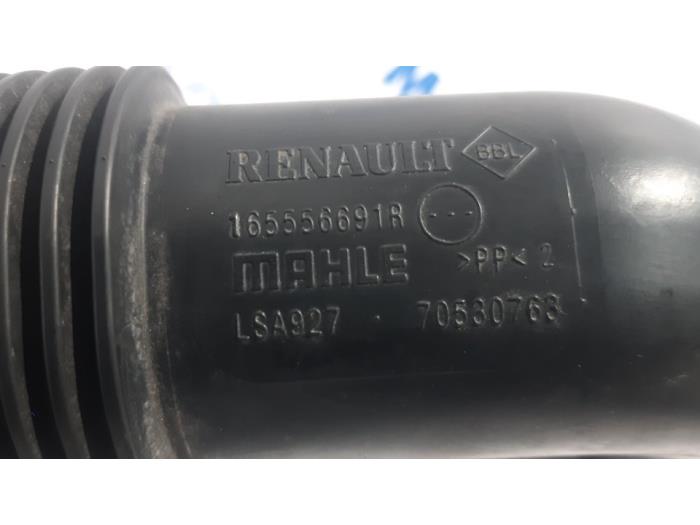 RENAULT BBL
165556691R ---
MAHLE >PP< 2
LSA927 · 70530763